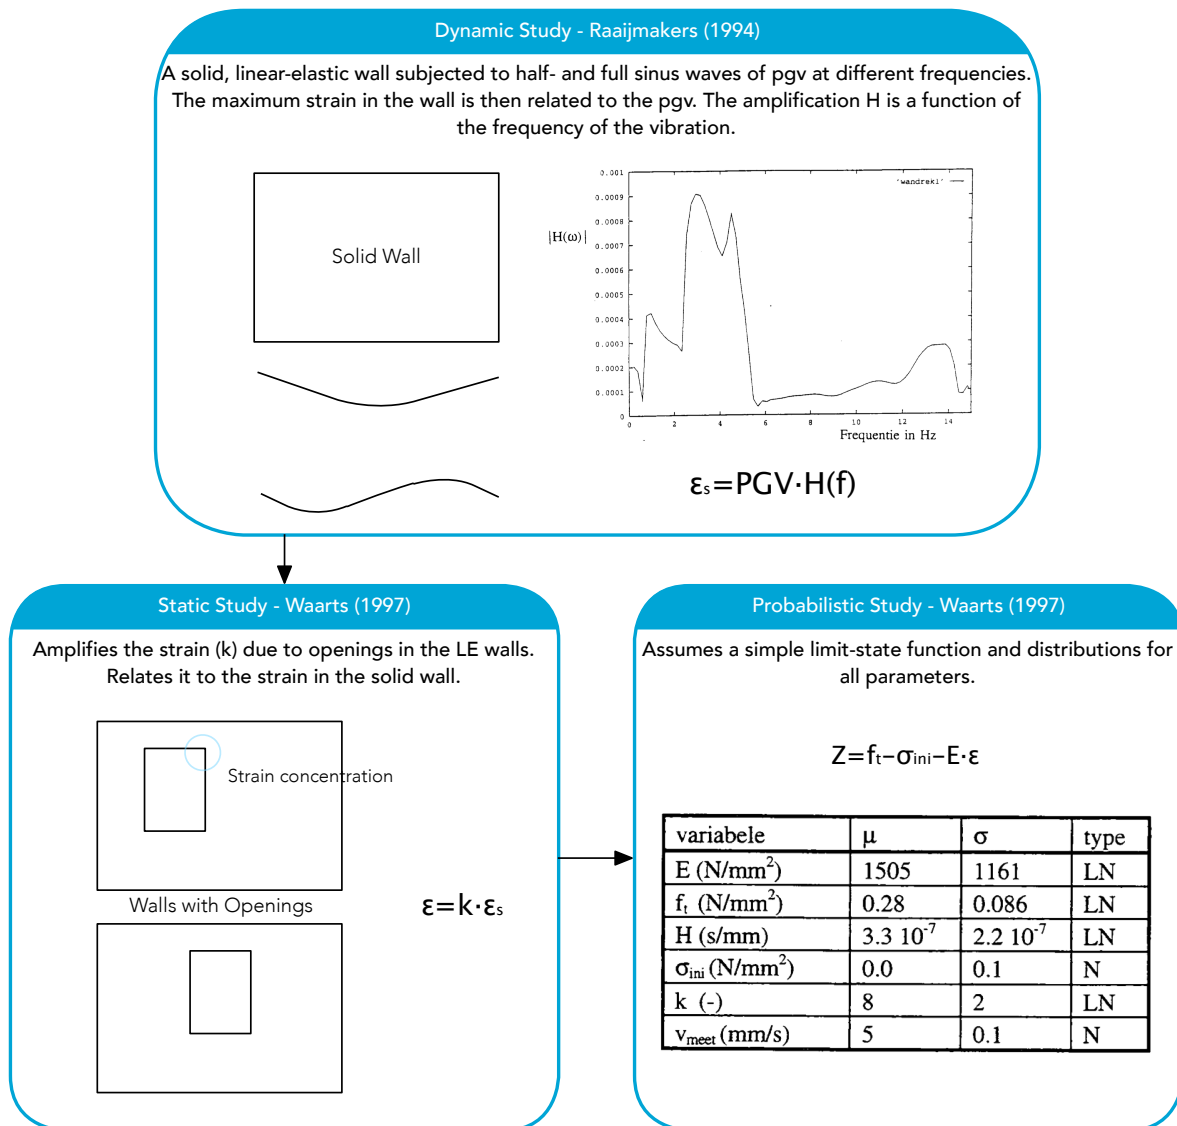 Dynamic Study - Raaijmakers (1994)
A solid, linear-elastic wall subjected to half- and full sinus waves of pgv at different frequencies.
The maximum strain in the wall is then related to the pgv. The amplification H is a function of
the frequency of the vibration.
Solid Wall
|H(ω)|
0.001
0.0009
0.0008
0.0007
0.0006
0.0005
0.0004
0.0003
0.0002
0.0001
0
'wandrek1'
0 2 4 6 8 10 12 14
Frequentie in Hz
εs=PGV·H(f)
Static Study - Waarts (1997)
Amplifies the strain (k) due to openings in the LE walls.
Relates it to the strain in the solid wall.
Strain concentration
Walls with Openings
ε=k·εs
Probabilistic Study - Waarts (1997)
Assumes a simple limit-state function and distributions for
all parameters.
Z=ft−σini−E·ε
variabele μ σ type
E (N/mm²) 1505 1161 LN
ft (N/mm²) 0.28 0.086 LN
H (s/mm) 3.3 10⁻⁷ 2.2 10⁻⁷ LN
σini (N/mm²) 0.0 0.1 N
k (-) 8 2 LN
vmeet (mm/s) 5 0.1 N